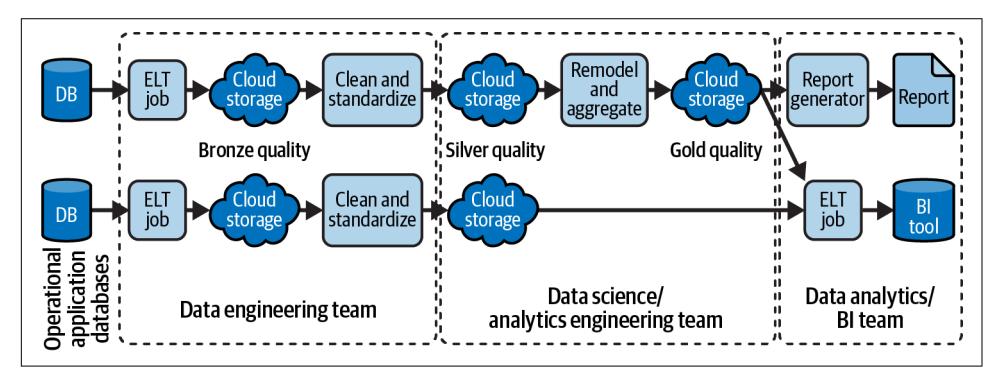 DB
ELT
job
Cloud
storage
Clean and
standardize
Cloud
storage
Remodel
and
aggregate
Cloud
storage
Report
generator
Report
Bronze quality
Silver quality
Gold quality
DB
ELT
job
Cloud
storage
Clean and
standardize
Cloud
storage
ELT
job
BI
tool
Operational
application
databases
Data engineering team
Data science/
analytics engineering team
Data analytics/
BI team